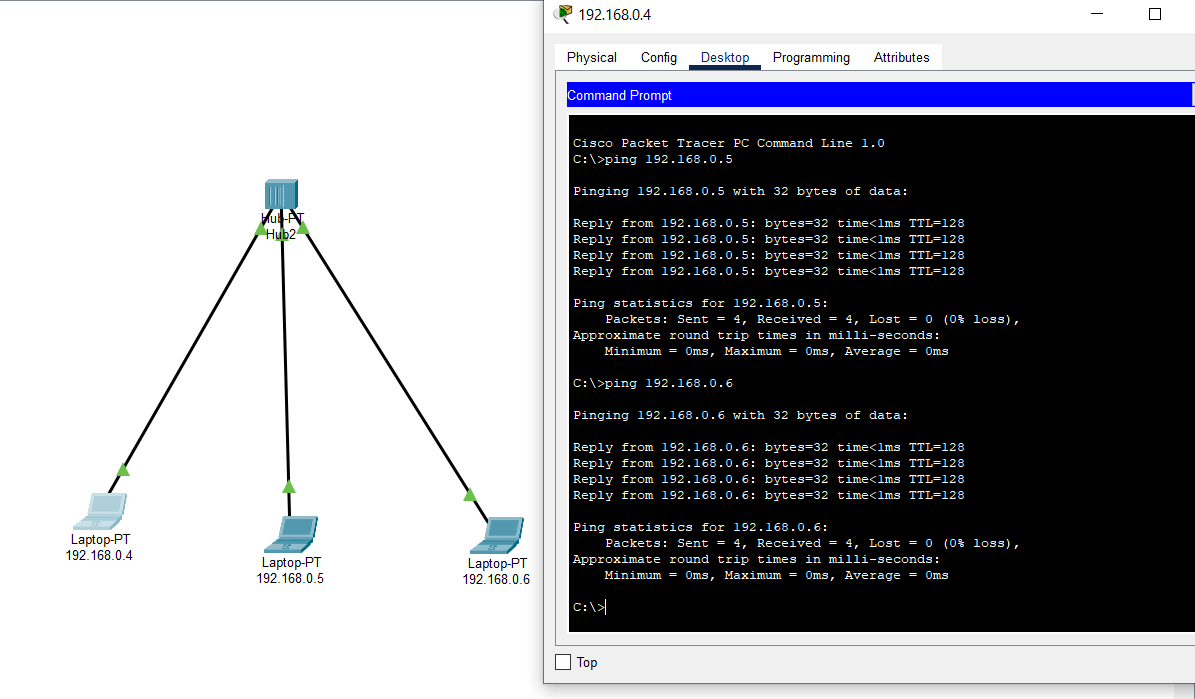 192.168.0.4
Physical Config Desktop Programming Attributes
Command Prompt
Cisco Packet Tracer PC Command Line 1.0
C:\>ping 192.168.0.5
Pinging 192.168.0.5 with 32 bytes of data:
Reply from 192.168.0.5: bytes=32 time<1ms TTL=128
Reply from 192.168.0.5: bytes=32 time<1ms TTL=128
Reply from 192.168.0.5: bytes=32 time<1ms TTL=128
Reply from 192.168.0.5: bytes=32 time<1ms TTL=128
Ping statistics for 192.168.0.5:
Packets: Sent = 4, Received = 4, Lost = 0 (0% loss),
Approximate round trip times in milli-seconds:
Minimum = 0ms, Maximum = 0ms, Average = 0ms
C:\>ping 192.168.0.6
Pinging 192.168.0.6 with 32 bytes of data:
Reply from 192.168.0.6: bytes=32 time<1ms TTL=128
Reply from 192.168.0.6: bytes=32 time<1ms TTL=128
Reply from 192.168.0.6: bytes=32 time<1ms TTL=128
Reply from 192.168.0.6: bytes=32 time<1ms TTL=128
Ping statistics for 192.168.0.6:
Packets: Sent = 4, Received = 4, Lost = 0 (0% loss),
Approximate round trip times in milli-seconds:
Minimum = 0ms, Maximum = 0ms, Average = 0ms
C:\>
Top
Hub-PT
Hub2
Laptop-PT
192.168.0.4
Laptop-PT
192.168.0.5
Laptop-PT
192.168.0.6